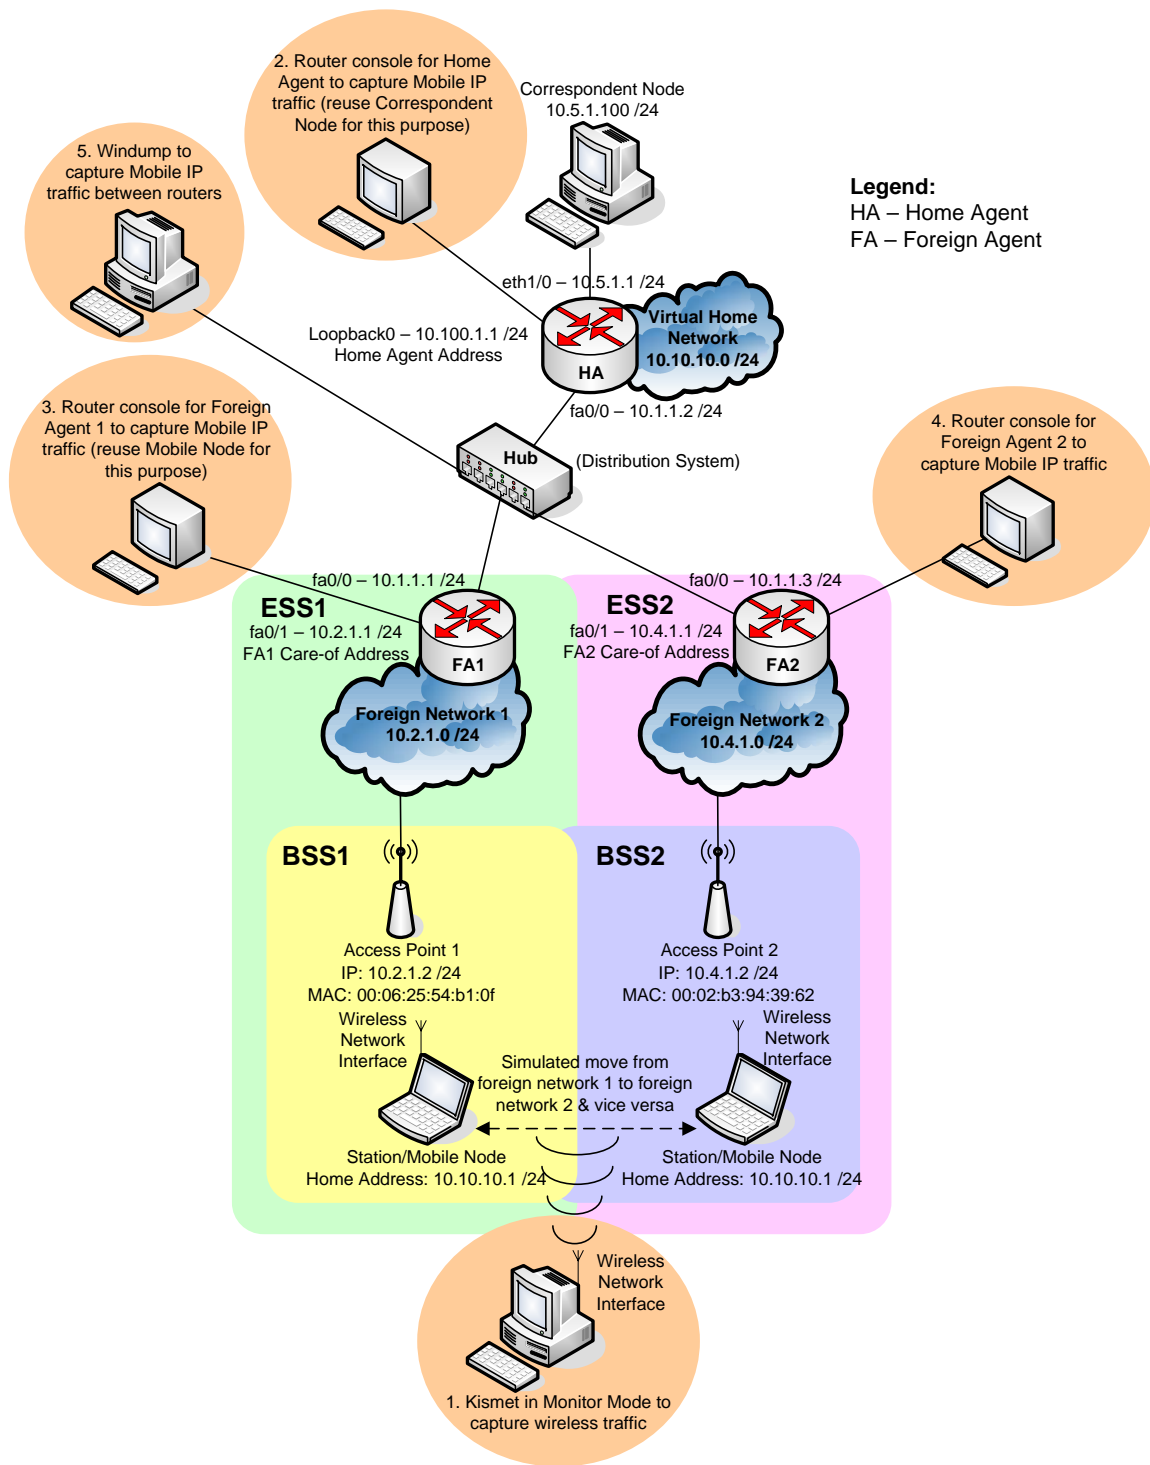 2. Router console for Home
Agent to capture Mobile IP
traffic (reuse Correspondent
Node for this purpose)
Correspondent Node
10.5.1.100 /24
5. Windump to
capture Mobile IP
traffic between routers
Legend:
HA – Home Agent
FA – Foreign Agent
eth1/0 – 10.5.1.1 /24
Loopback0 – 10.100.1.1 /24
Home Agent Address
Virtual Home
Network
10.10.10.0 /24
HA
fa0/0 – 10.1.1.2 /24
3. Router console for Foreign
Agent 1 to capture Mobile IP
traffic (reuse Mobile Node for
this purpose)
Hub
(Distribution System)
4. Router console for
Foreign Agent 2 to
capture Mobile IP traffic
fa0/0 – 10.1.1.1 /24
ESS1
fa0/1 – 10.2.1.1 /24
FA1 Care-of Address
FA1
Foreign Network 1
10.2.1.0 /24
fa0/0 – 10.1.1.3 /24
ESS2
fa0/1 – 10.4.1.1 /24
FA2 Care-of Address
FA2
Foreign Network 2
10.4.1.0 /24
BSS1
Access Point 1
IP: 10.2.1.2 /24
MAC: 00:06:25:54:b1:0f
Wireless
Network
Interface
BSS2
Access Point 2
IP: 10.4.1.2 /24
MAC: 00:02:b3:94:39:62
Wireless
Network
Interface
Simulated move from
foreign network 1 to foreign
network 2 & vice versa
Station/Mobile Node
Home Address: 10.10.10.1 /24
Station/Mobile Node
Home Address: 10.10.10.1 /24
Wireless
Network
Interface
1. Kismet in Monitor Mode to
capture wireless traffic